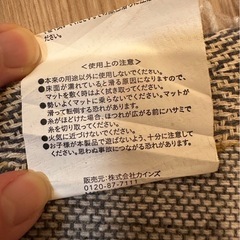 <使用上の注意>
●本来の用途以外に使用しないでください。
●床面が濡れていると滑る原因になりますので、
マットを敷く時はよく拭き取ってください。
●勢いよくマットに乗らないでください。マットが
滑って転倒する恐れがあります。
●糸がほどけた場合、ほつれが広がる前にハサミで
糸を切り取ってください。
●火気に近づけないでください。
●お子様が本製品で遊ばないよう、十分に注意して
ください。思わぬ事故につながる恐れがあります。
販売元:株式会社カインズ
0120-87-7111